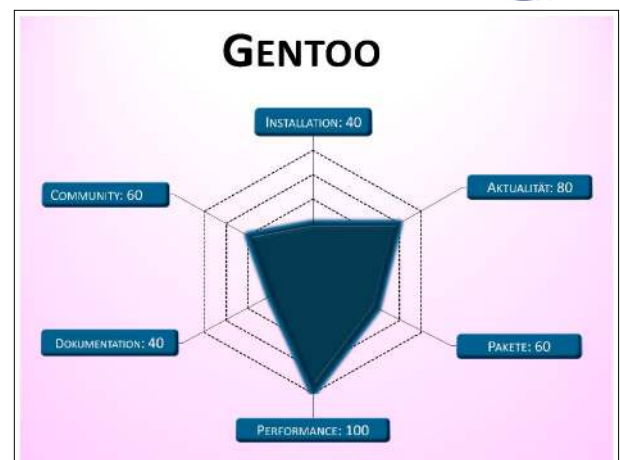 GENTOO
INSTALLATION: 40
COMMUNITY: 60
AKTUALITÄT: 80
DOKUMENTATION: 40
PAKETE: 60
PERFORMANCE: 100